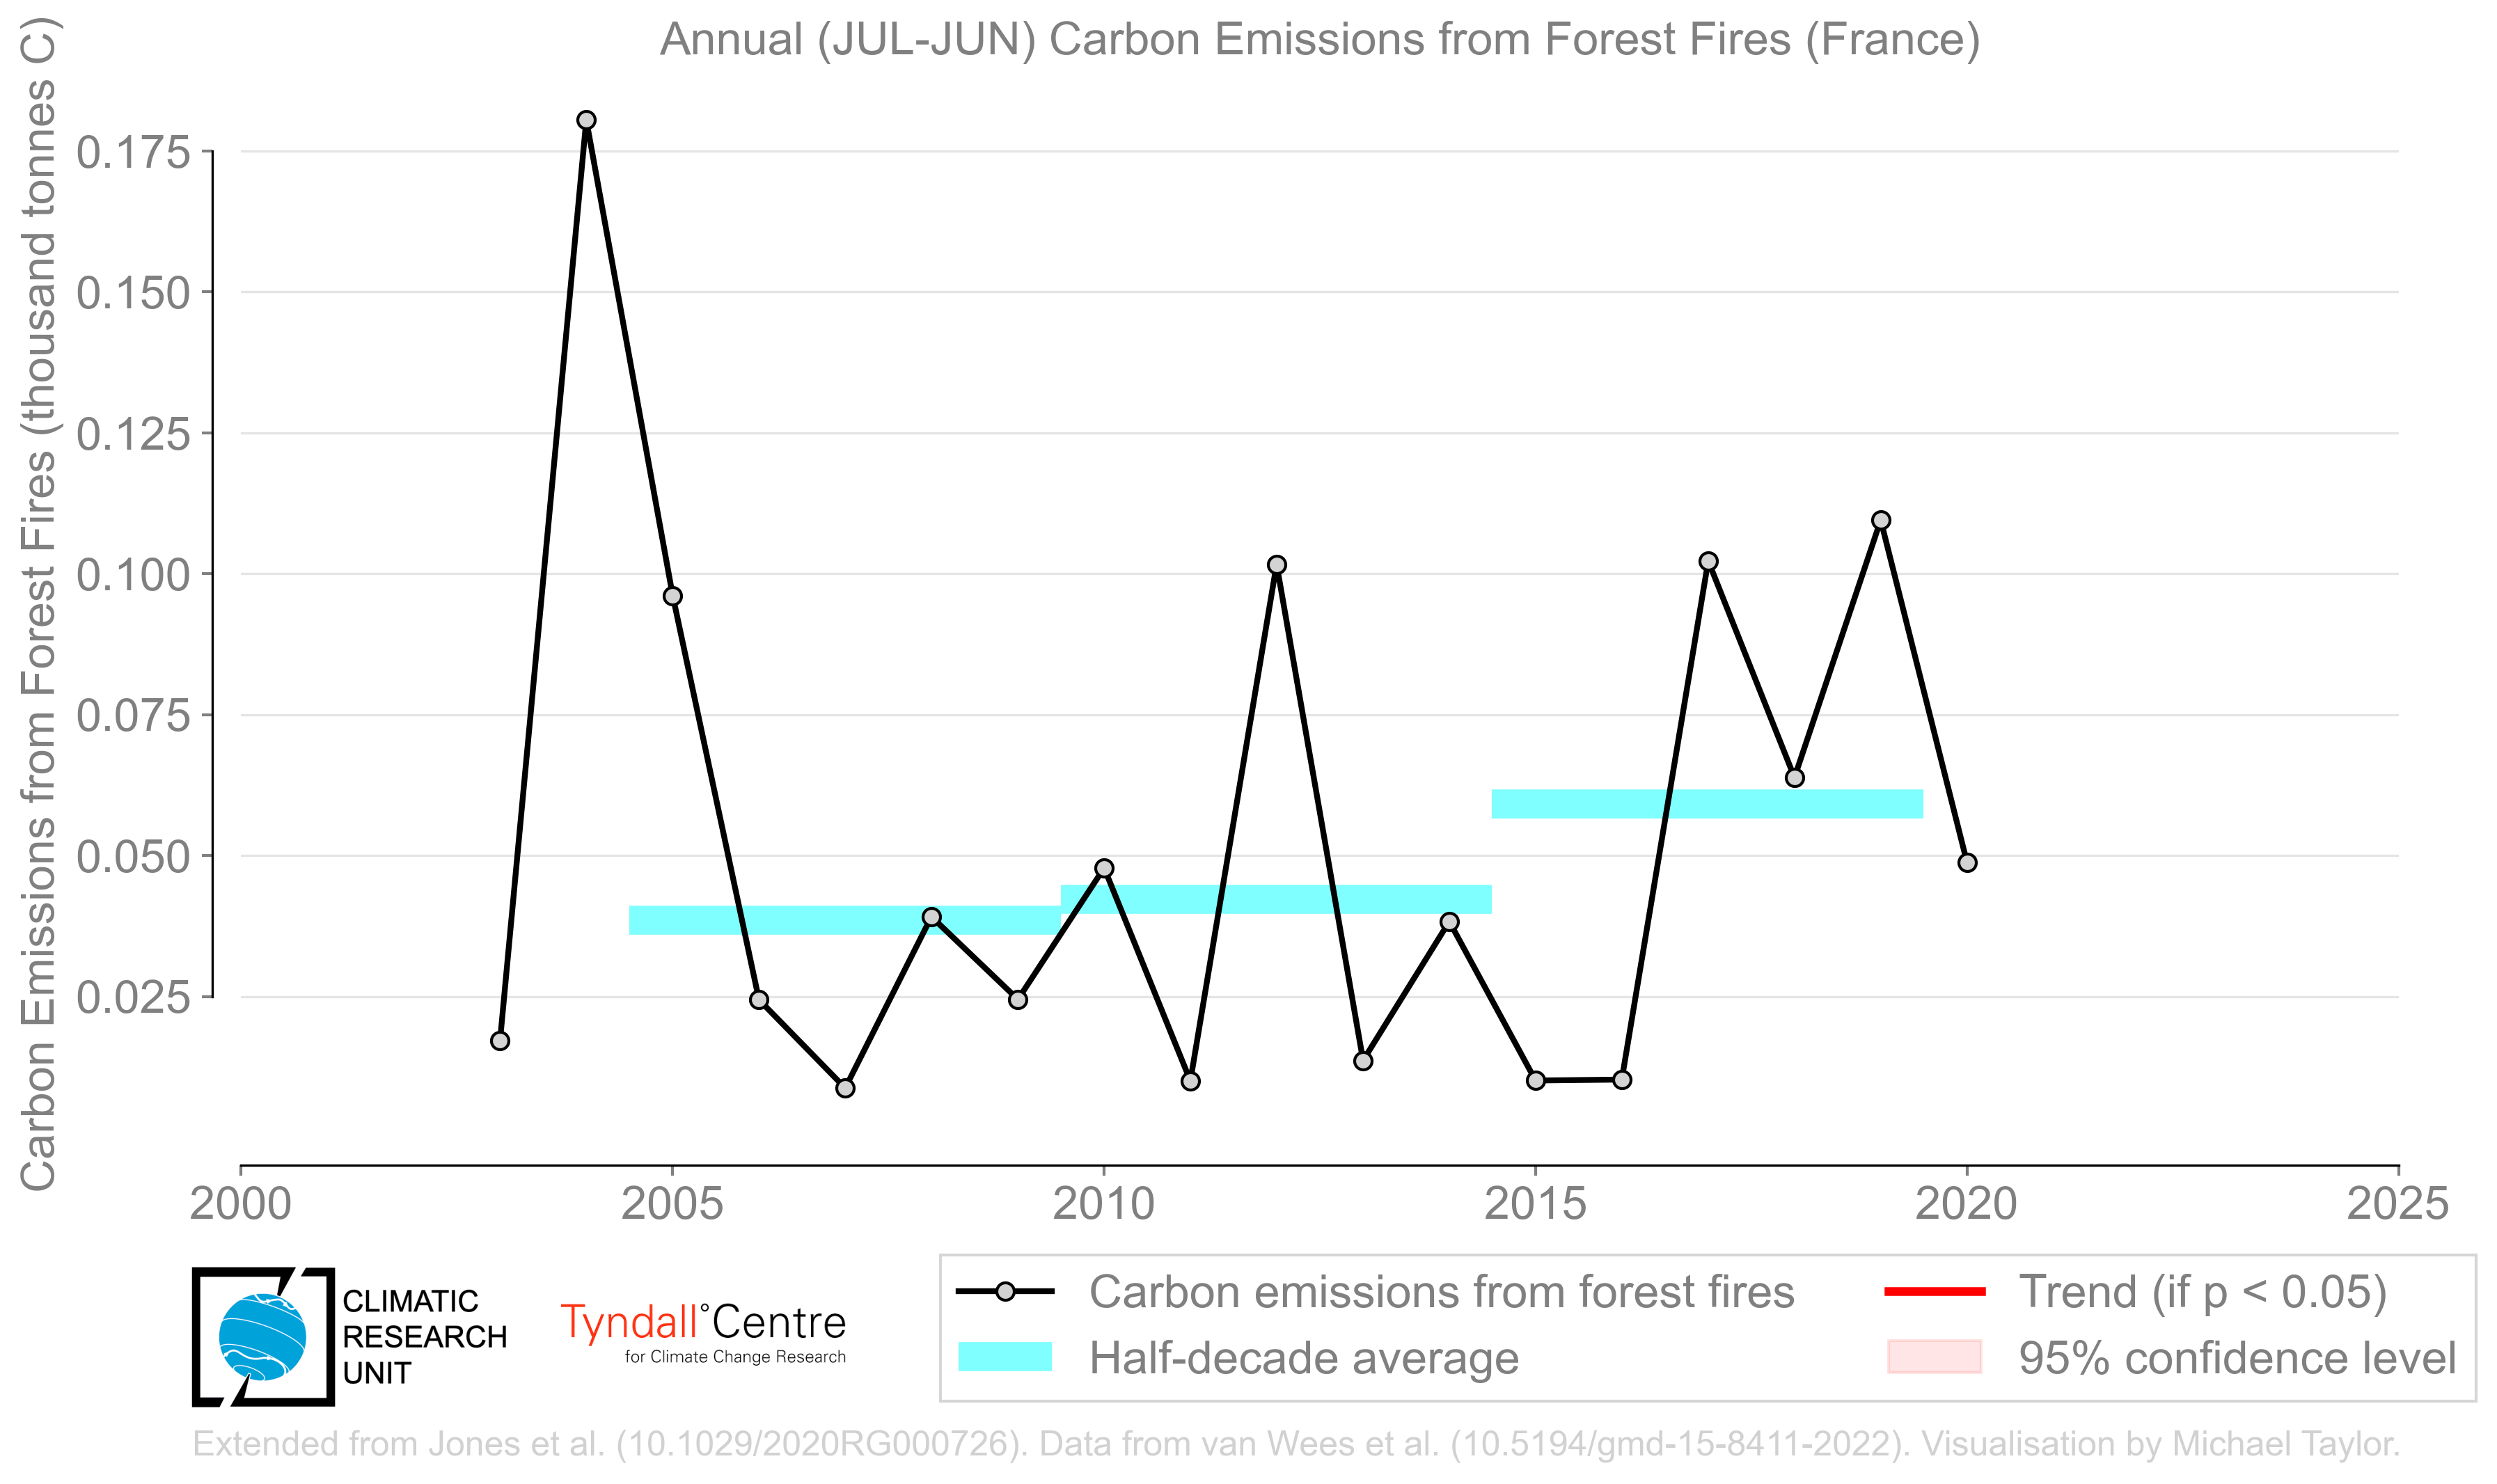 Annual (JUL-JUN) Carbon Emissions from Forest Fires (France)
Carbon Emissions from Forest Fires (thousand tonnes C)
0.175
0.150
0.125
0.100
0.075
0.050
0.025
2000
2005
2010
2015
2020
2025
CLIMATIC
RESEARCH
UNIT
Tyndall°Centre
for Climate Change Research
Carbon emissions from forest fires
Half-decade average
Trend (if p < 0.05)
95% confidence level
Extended from Jones et al. (10.1029/2020RG000726). Data from van Wees et al. (10.5194/gmd-15-8411-2022). Visualisation by Michael Taylor.